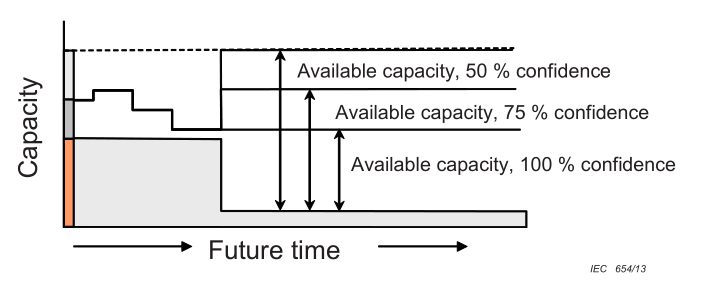 Capacity
Available capacity, 50 % confidence
Available capacity, 75 % confidence
Available capacity, 100 % confidence
Future time
IEC 654/13